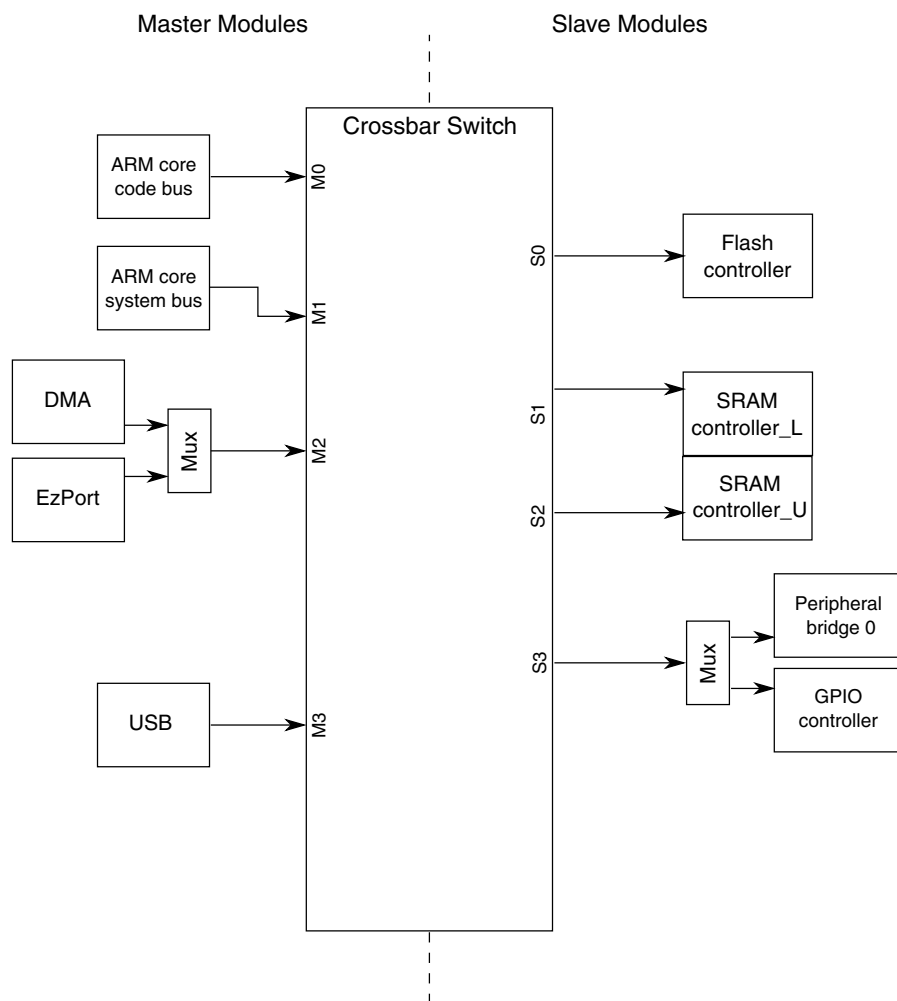 Master Modules
Slave Modules
Crossbar Switch
ARM core
code bus
M0
ARM core
system bus
M1
DMA
EzPort
Mux
M2
USB
M3
S0
Flash
controller
S1
SRAM
controller_L
S2
SRAM
controller_U
S3
Mux
Peripheral
bridge 0
GPIO
controller